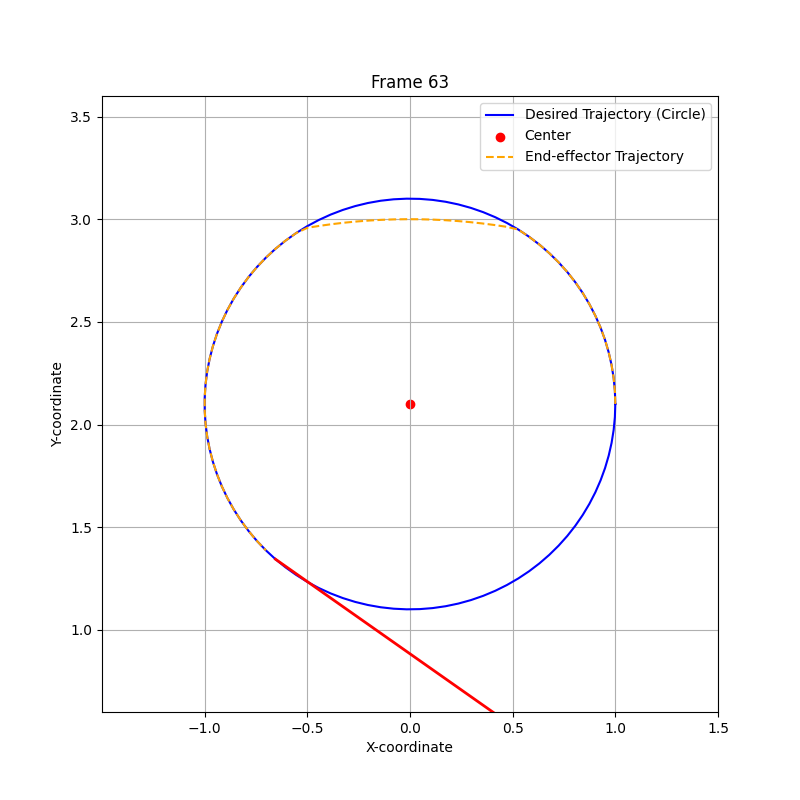 Frame 63
Desired Trajectory (Circle)
Center
End-effector Trajectory
3.5
3.0
2.5
2.0
1.5
1.0
Y-coordinate
−1.0 −0.5 0.0 0.5 1.0 1.5
X-coordinate